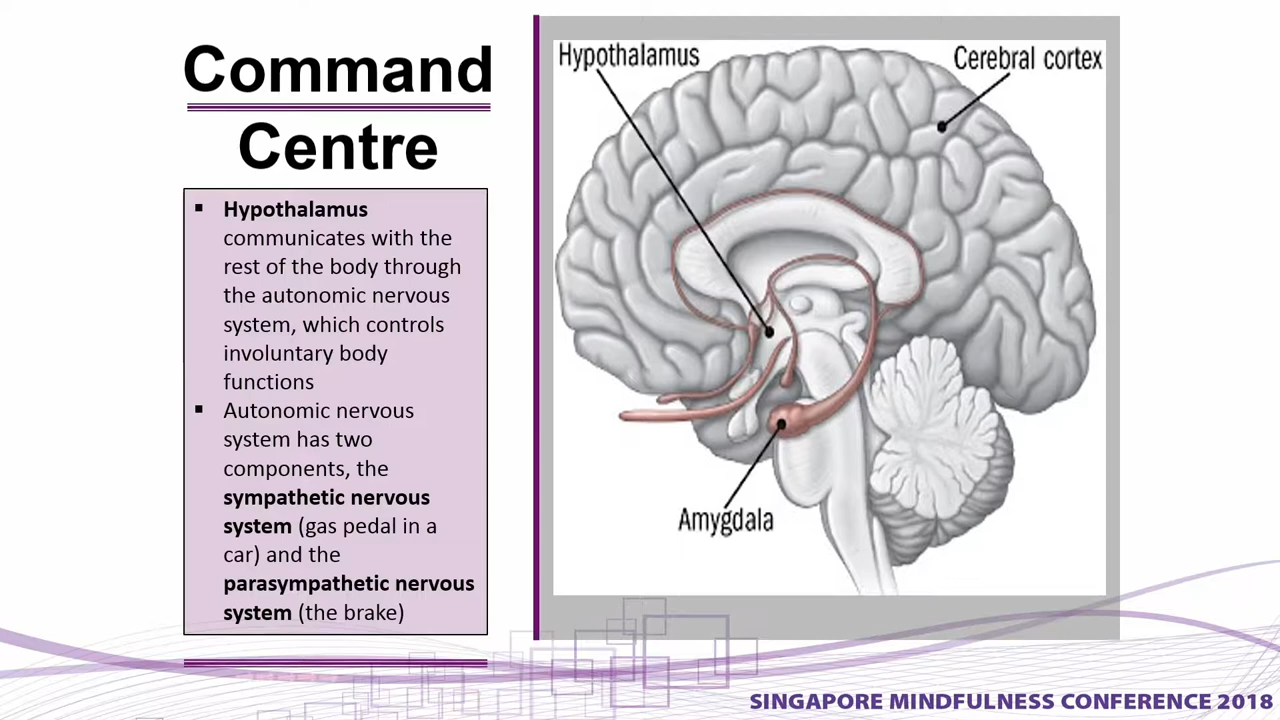 Command
Centre
▪ Hypothalamus
communicates with the
rest of the body through
the autonomic nervous
system, which controls
involuntary body
functions
▪ Autonomic nervous
system has two
components, the
sympathetic nervous
system (gas pedal in a
car) and the
parasympathetic nervous
system (the brake)
Hypothalamus
Cerebral cortex
Amygdala
SINGAPORE MINDFULNESS CONFERENCE 2018